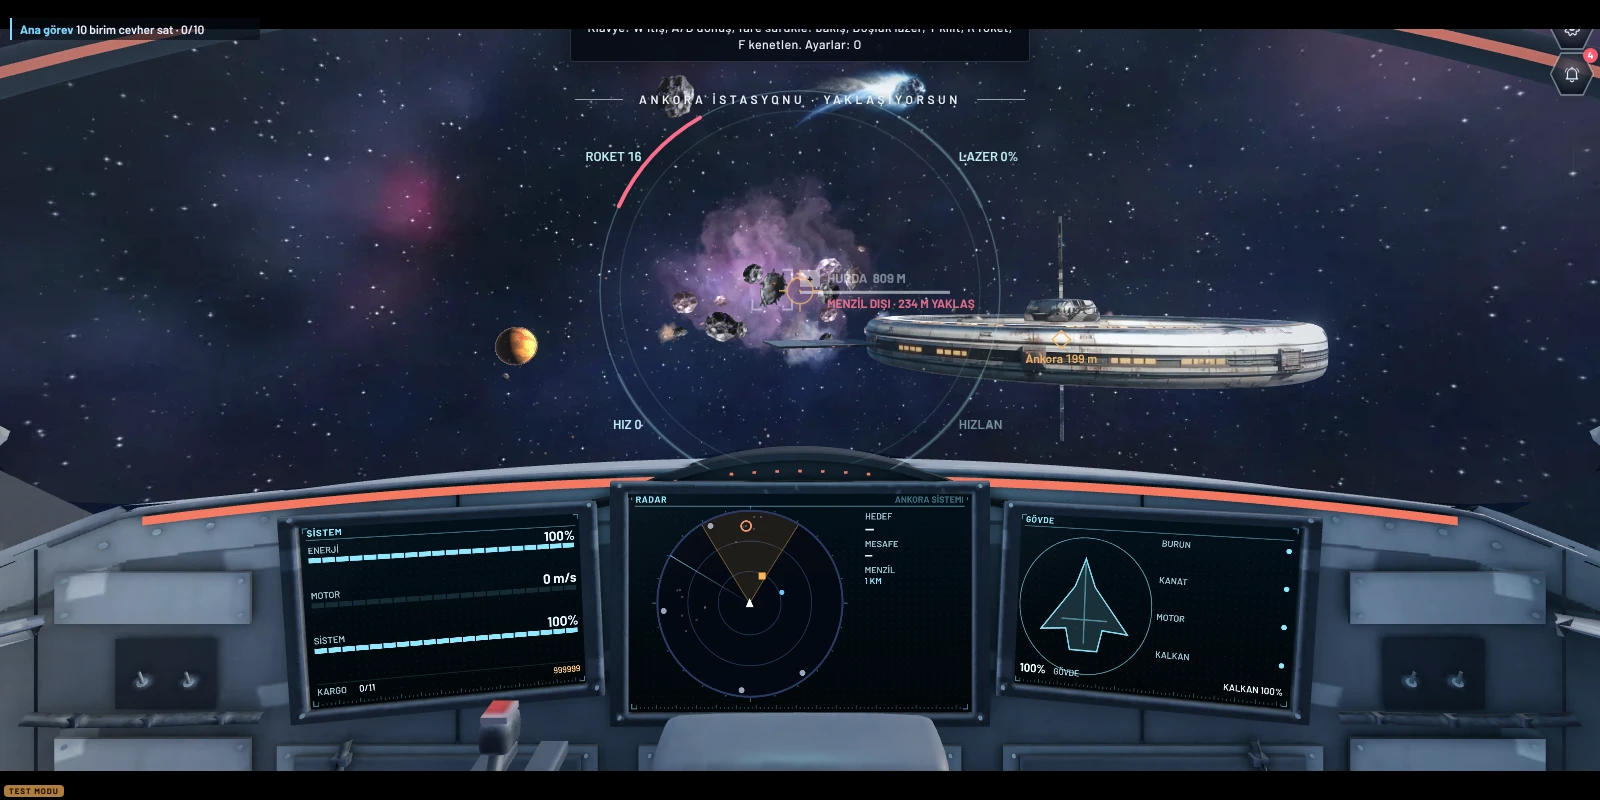 Ana görev 10 birim cevher sat · 0/10
F kenetlen. Ayarlar: O
4
ANKORA İSTASYONU · YAKLAŞIYORSUN
ROKET 16
LAZER 0%
HURDA 809 M
MENZİL DIŞI · 234 M YAKLAŞ
Ankora 199 m
HIZ 0
HIZLAN
SİSTEM
ENERJİ
100%
MOTOR
0 m/s
SİSTEM
100%
999999
KARGO 0/11
RADAR
ANKORA SİSTEMİ
HEDEF
—
MESAFE
—
MENZİL
1 KM
GÖVDE
BURUN
KANAT
MOTOR
KALKAN
100% GÖVDE
KALKAN 100%
TEST MODU